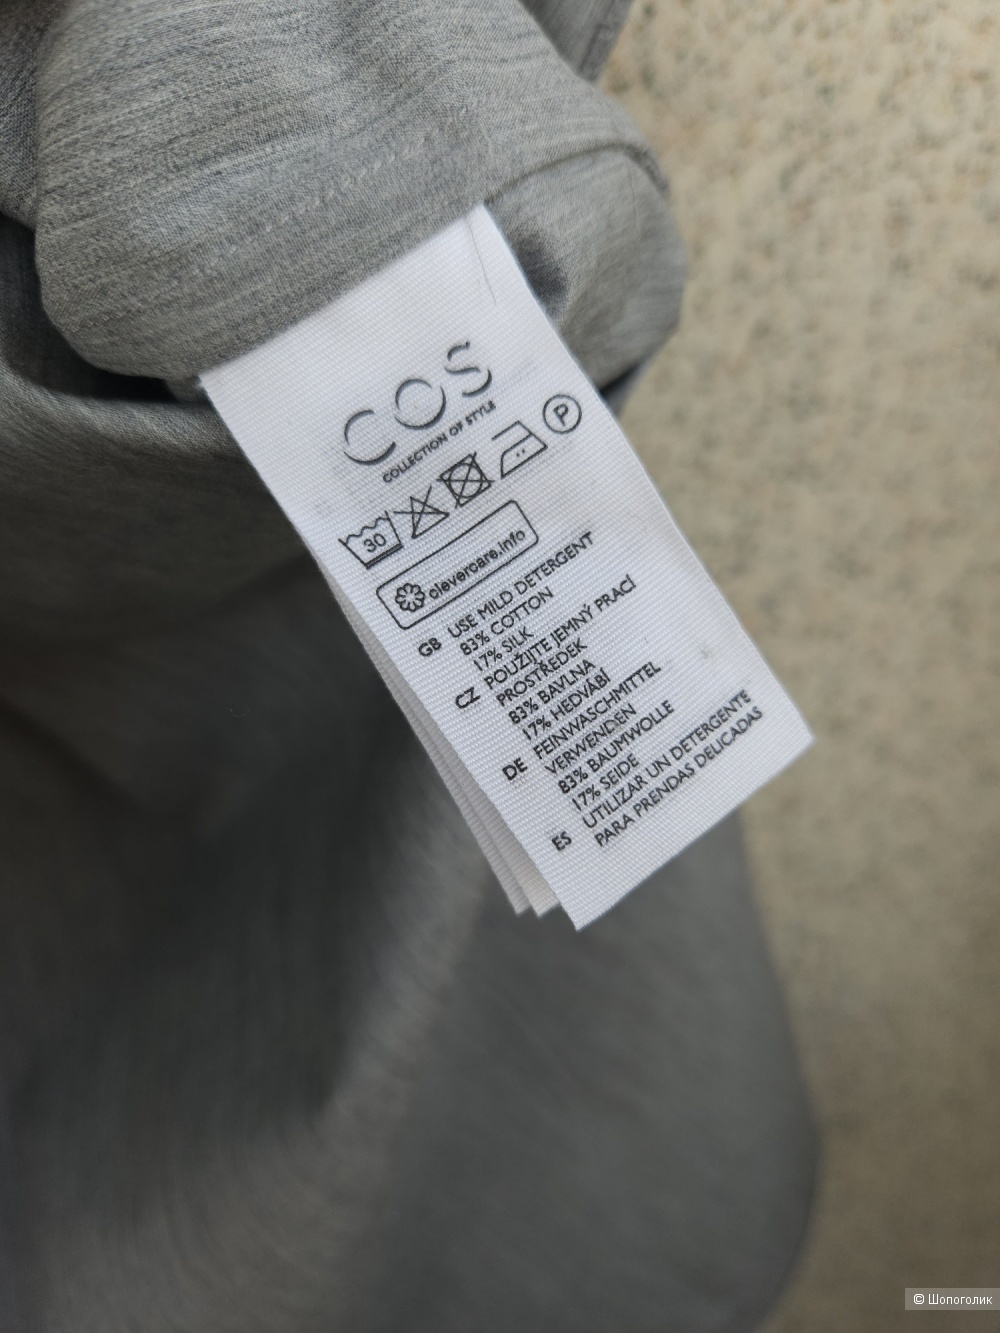 COS
COLLECTION OF STYLE
30
P
clevercare.info
GB USE MILD DETERGENT
83% COTTON
17% SILK
CZ POUŽIJTE JEMNÝ PRACÍ
PROSTŘEDEK
83% BAVLNA
17% HEDVÁBÍ
DE FEINWASCHMITTEL
VERWENDEN
83% BAUMWOLLE
17% SEIDE
ES UTILIZAR UN DETERGENTE
PARA PRENDAS DELICADAS
© Шопоголик